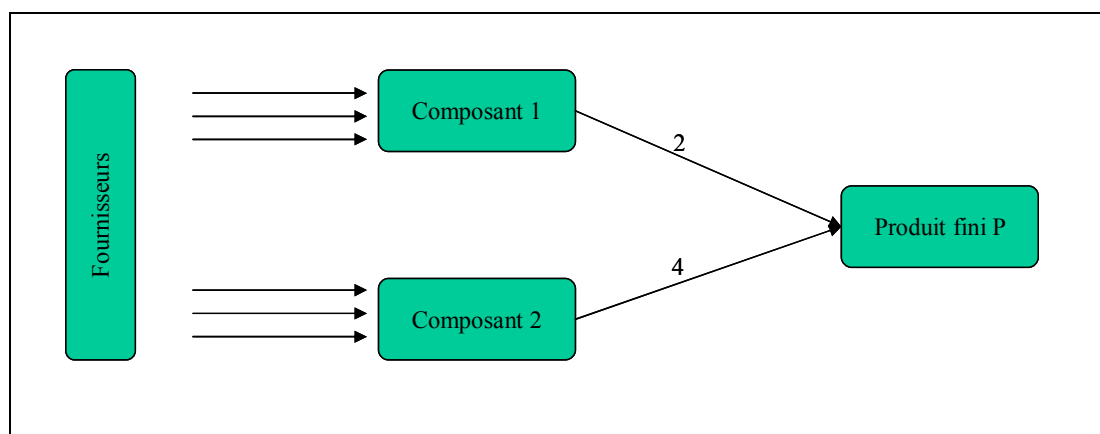 Fournisseurs
Composant 1
2
Produit fini P
4
Composant 2